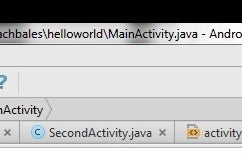 achbales\helloworld\MainActivity.java - Andro
?
nActivity
SecondActivity.java × activity